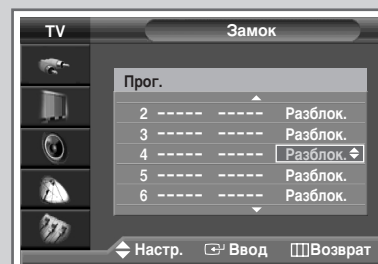 TV Замок
Прог.
2 ----- ----- Разблок.
3 ----- ----- Разблок.
4 ----- ----- Разблок.
5 ----- ----- Разблок.
6 ----- ----- Разблок.
Настр. Ввод Возврат